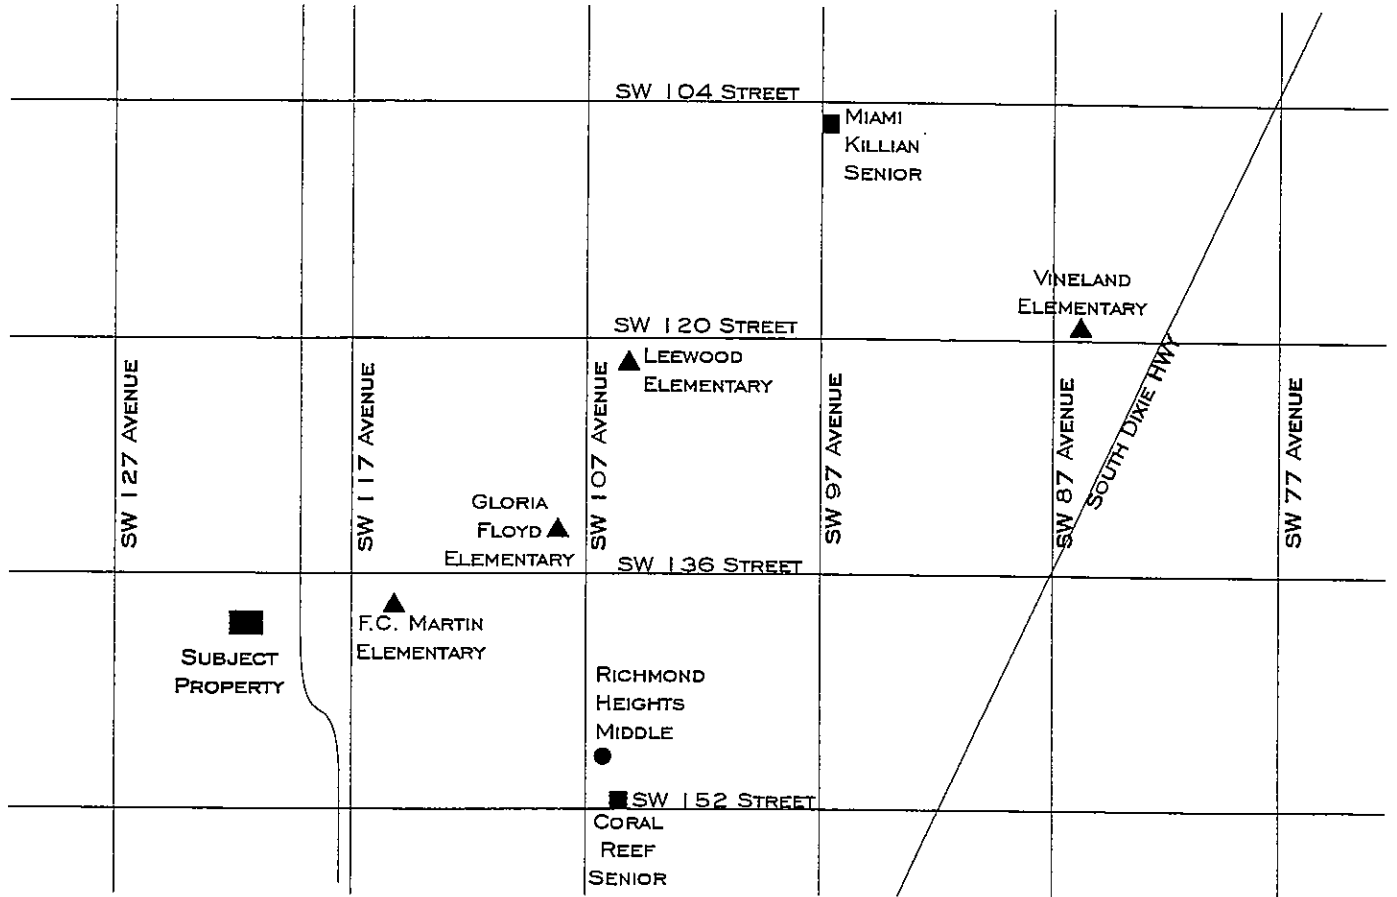 SW 104 STREET
MIAMI
KILLIAN
SENIOR
VINELAND
ELEMENTARY
SW 120 STREET
LEEWOOD
ELEMENTARY
SW 127 AVENUE
SW 117 AVENUE
SW 107 AVENUE
SW 97 AVENUE
SW 87 AVENUE
SOUTH DIXIE HWY
SW 77 AVENUE
GLORIA
FLOYD
ELEMENTARY
SW 136 STREET
F.C. MARTIN
ELEMENTARY
SUBJECT
PROPERTY
RICHMOND
HEIGHTS
MIDDLE
SW 152 STREET
CORAL
REEF
SENIOR